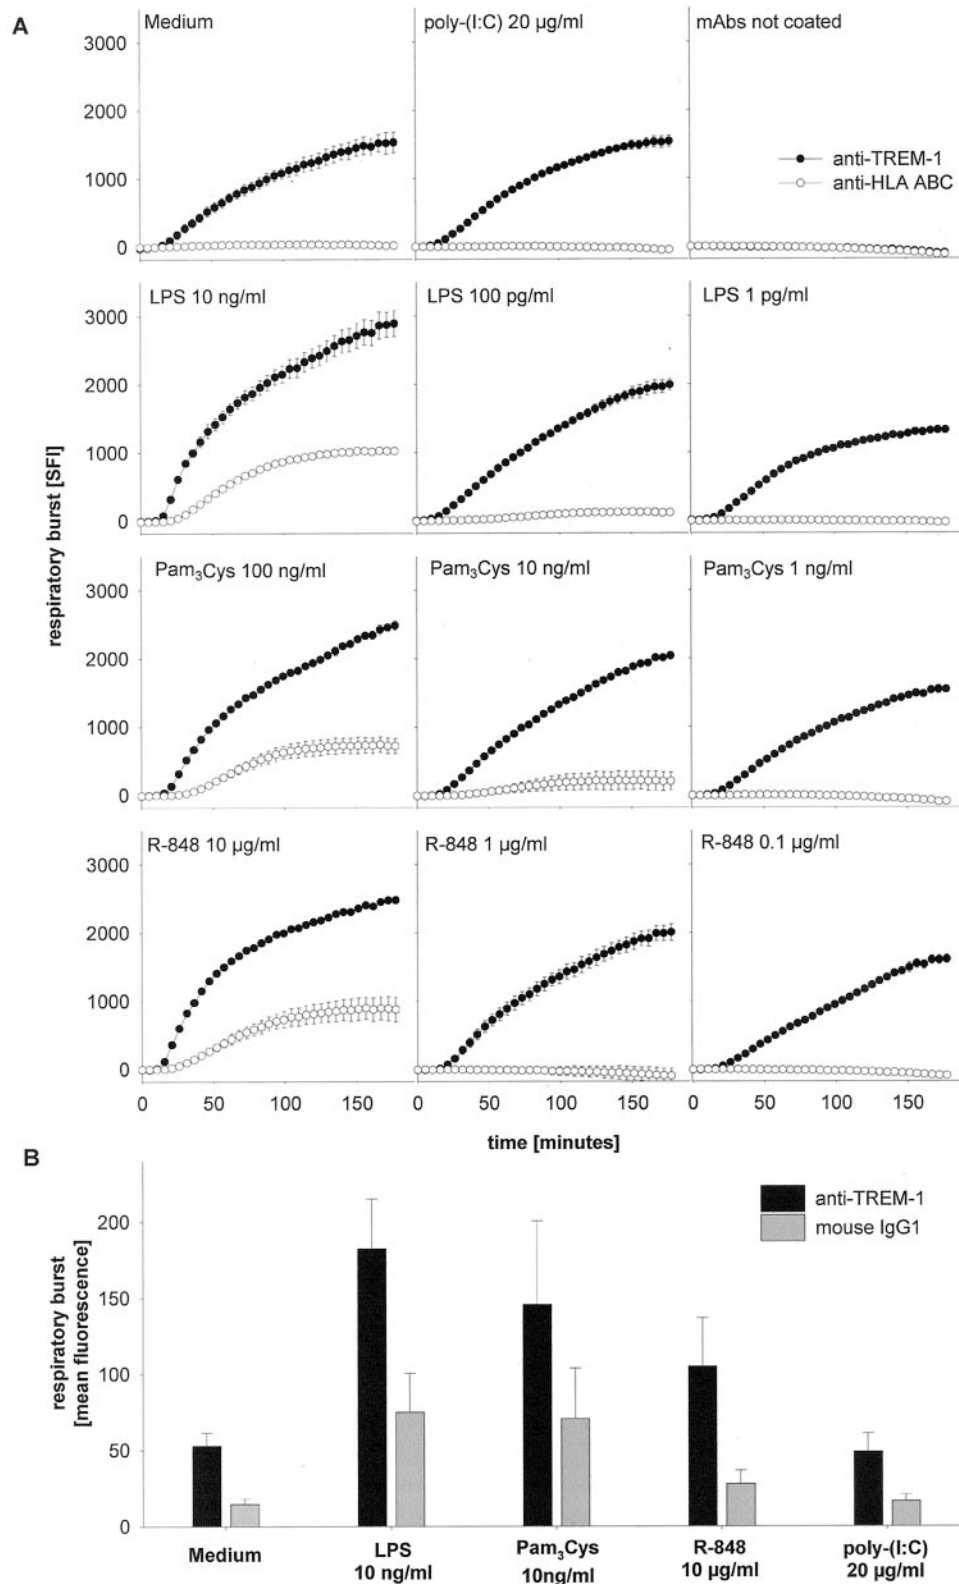 A
Medium
poly-(I:C) 20 µg/ml
mAbs not coated
3000
2000
1000
0
anti-TREM-1
anti-HLA ABC
LPS 10 ng/ml
LPS 100 pg/ml
LPS 1 pg/ml
3000
2000
1000
0
respiratory burst [SFI]
Pam₃Cys 100 ng/ml
Pam₃Cys 10 ng/ml
Pam₃Cys 1 ng/ml
3000
2000
1000
0
R-848 10 µg/ml
R-848 1 µg/ml
R-848 0.1 µg/ml
3000
2000
1000
0
0 50 100 150 0 50 100 150 0 50 100 150
time [minutes]
B
anti-TREM-1
mouse IgG1
respiratory burst
[mean fluorescence]
200
150
100
50
0
Medium
LPS
10 ng/ml
Pam₃Cys
10ng/ml
R-848
10 µg/ml
poly-(I:C)
20 µg/ml